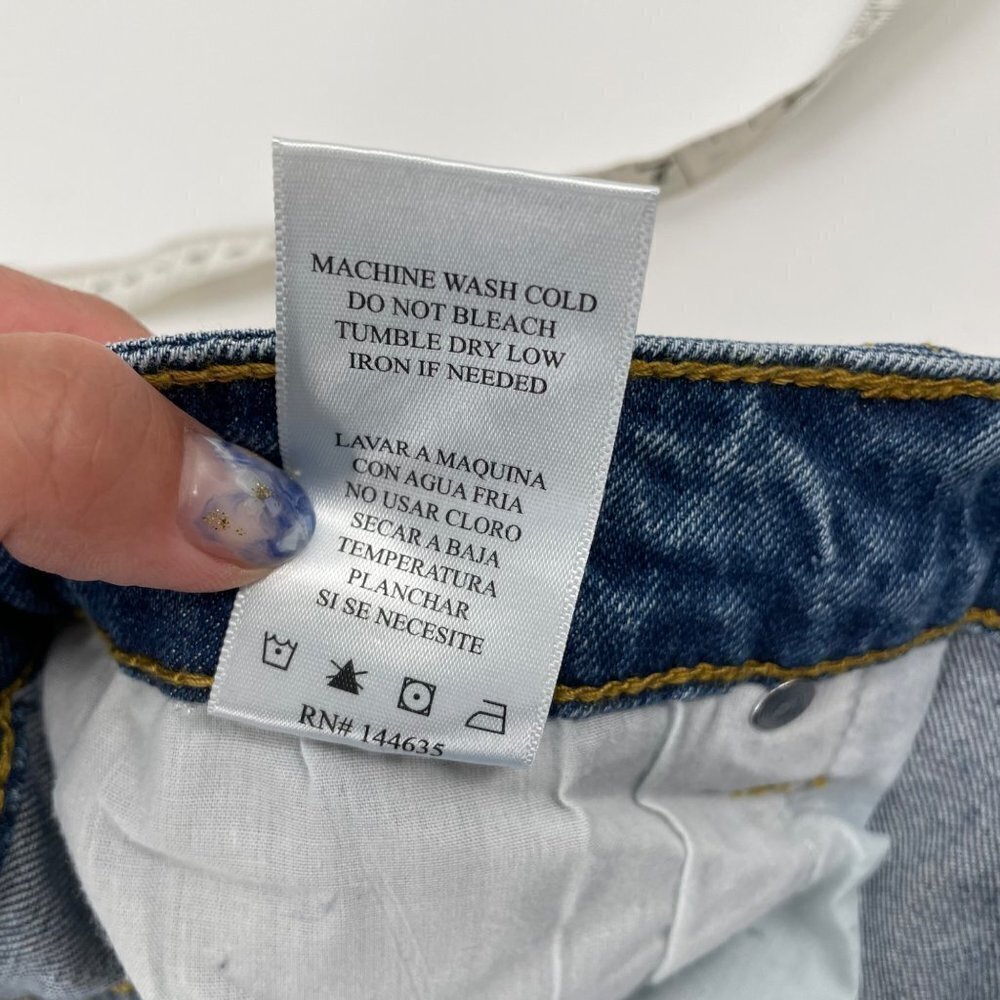 MACHINE WASH COLD
DO NOT BLEACH
TUMBLE DRY LOW
IRON IF NEEDED
LAVAR A MAQUINA
CON AGUA FRIA
NO USAR CLORO
SECAR A BAJA
TEMPERATURA
PLANCHAR
SI SE NECESITE
RN# 144635